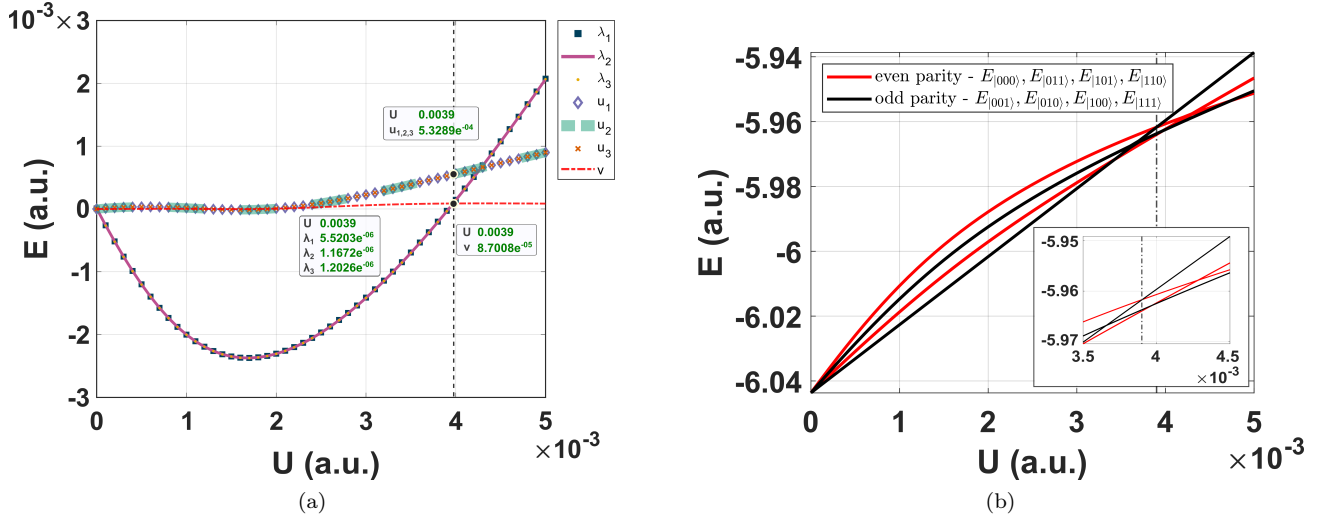 10⁻³×3
2
1
0
-1
-2
-3
E (a.u.)
0
1
2
3
4
5
×10⁻³
U (a.u.)
U 0.0039
u₁,₂,₃ 5.3289e⁻⁰⁴
U 0.0039
λ₁ 5.5203e⁻⁰⁶
λ₂ 1.1672e⁻⁰⁶
λ₃ 1.2026e⁻⁰⁶
U 0.0039
v 8.7008e⁻⁰⁵
λ₁
λ₂
λ₃
u₁
u₂
u₃
v
(a)
-5.94
-5.96
-5.98
-6
-6.02
-6.04
E (a.u.)
even parity - E|000⟩, E|011⟩, E|101⟩, E|110⟩
odd parity - E|001⟩, E|010⟩, E|100⟩, E|111⟩
-5.95
-5.96
-5.97
3.5
4
4.5
×10⁻³
0
1
2
3
4
5
×10⁻³
U (a.u.)
(b)